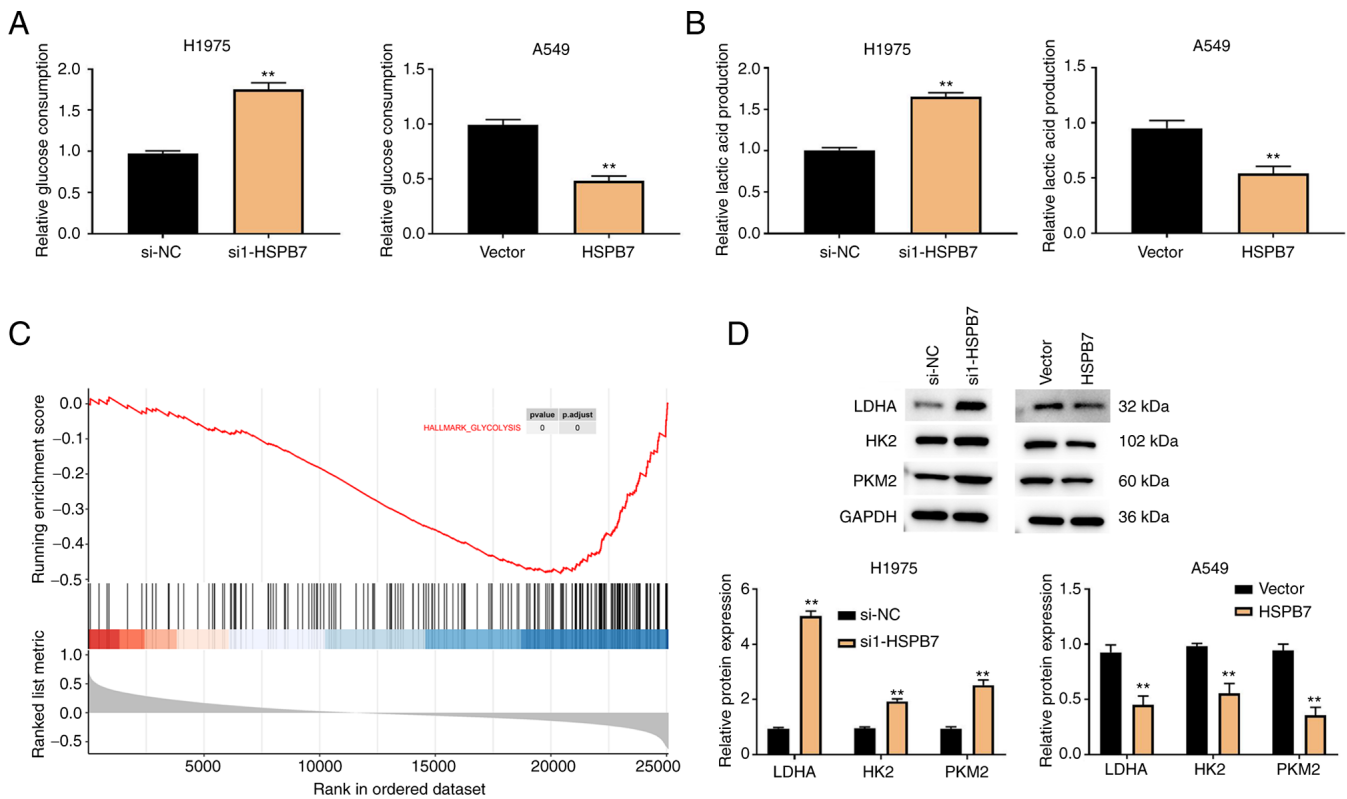 A
H1975
Relative glucose consumption
2.0
1.5
1.0
0.5
0.0
**
si-NC
si1-HSPB7
A549
Relative glucose consumption
1.5
1.0
0.5
0.0
**
Vector
HSPB7
B
H1975
Relative lactic acid production
2.0
1.5
1.0
0.5
0.0
**
si-NC
si1-HSPB7
A549
Relative lactic acid production
1.5
1.0
0.5
0.0
**
Vector
HSPB7
C
Running enrichment score
0.0
−0.1
−0.2
−0.3
−0.4
−0.5
pvalue p.adjust
HALLMARK_GLYCOLYSIS 0 0
Ranked list metric
1.0
0.5
0.0
−0.5
5000 10000 15000 20000 25000
Rank in ordered dataset
D
si-NC
si1-HSPB7
Vector
HSPB7
LDHA 32 kDa
HK2 102 kDa
PKM2 60 kDa
GAPDH 36 kDa
H1975
Relative protein expression
6
4
2
0
si-NC
si1-HSPB7
**
**
**
LDHA HK2 PKM2
A549
Relative protein expression
1.5
1.0
0.5
0.0
Vector
HSPB7
**
**
**
LDHA HK2 PKM2